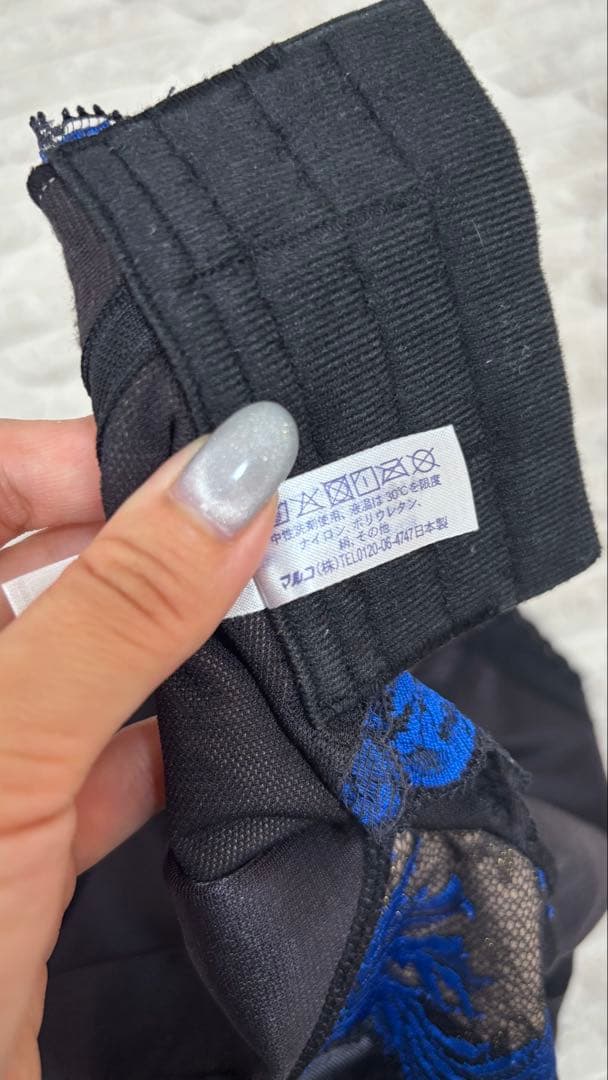 中性洗剤使用、液温は30℃を限度
ナイロン、ポリウレタン、
綿、その他
マルコ(株)TEL0120-06-4747日本製